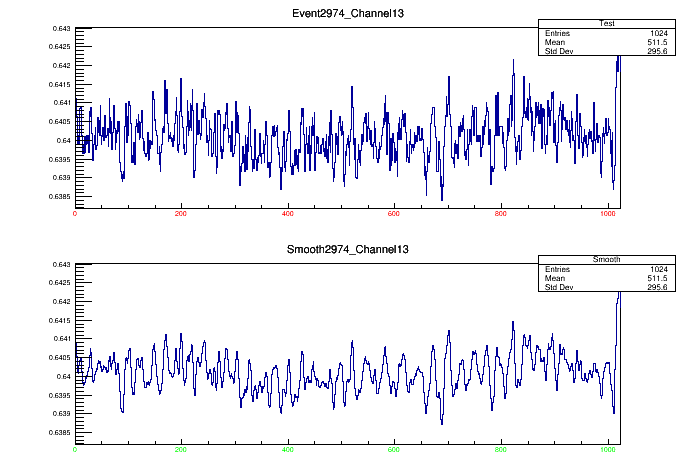 Event2974_Channel13
Test
Entries 1024
Mean 511.5
Std Dev 295.6
0.643
0.6425
0.642
0.6415
0.641
0.6405
0.64
0.6395
0.639
0.6385
0 200 400 600 800 1000
Smooth2974_Channel13
Smooth
Entries 1024
Mean 511.5
Std Dev 295.6
0.643
0.6425
0.642
0.6415
0.641
0.6405
0.64
0.6395
0.639
0.6385
0 200 400 600 800 1000